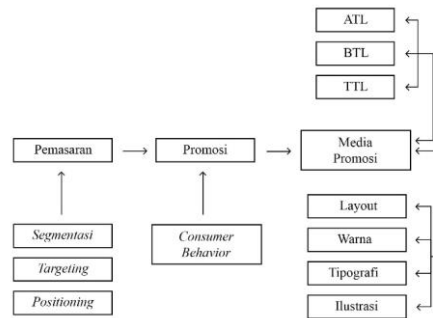 ATL
BTL
TTL
Pemasaran
Promosi
Media
Promosi
Segmentasi
Targeting
Positioning
Consumer
Behavior
Layout
Warna
Tipografi
Ilustrasi